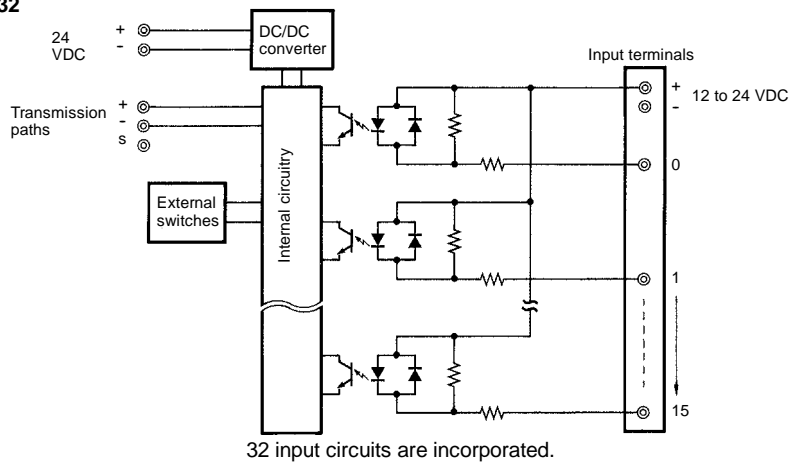 32
24
VDC
+
-
DC/DC
converter
Input terminals
+
-
12 to 24 VDC
Transmission
paths
+
-
s
0
External
switches
Internal circuitry
1
15
32 input circuits are incorporated.